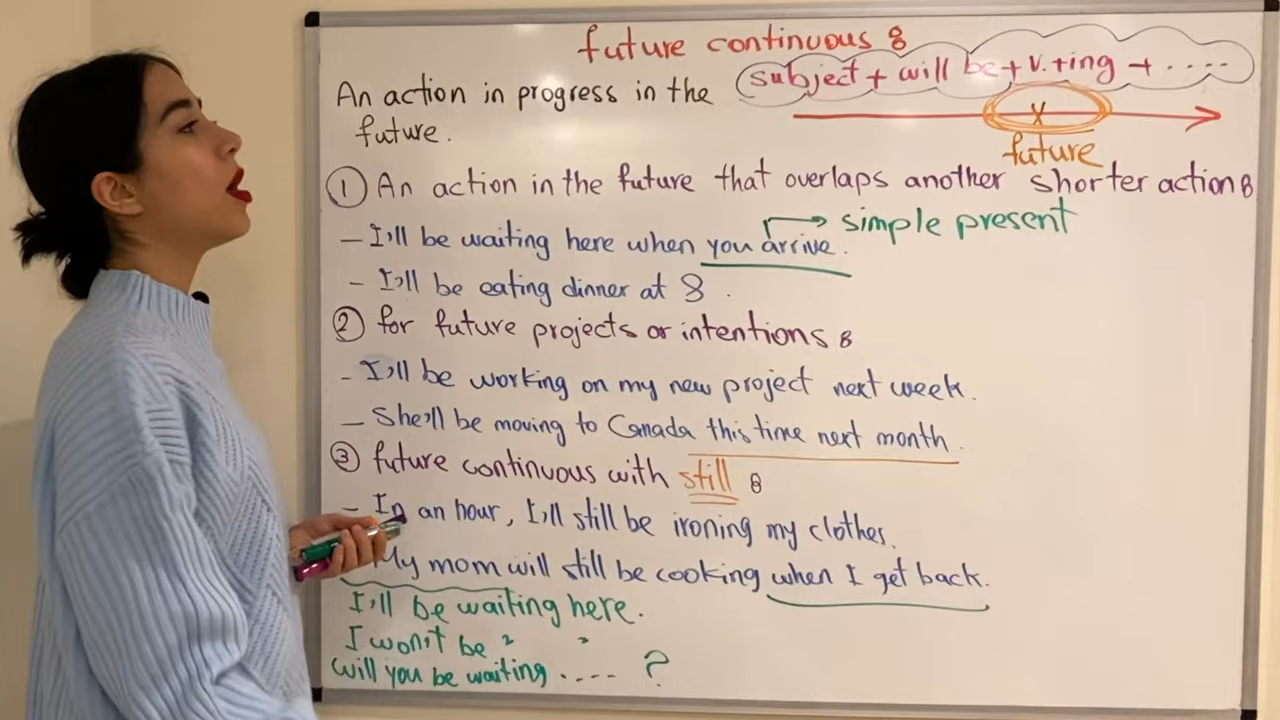 future continuous :
subject + will be + v. + ing + ....
An action in progress in the
future.
x
future
① An action in the future that overlaps another shorter action :
- I'll be waiting here when you arrive. → simple present
- I'll be eating dinner at 8.
② for future projects or intentions :
- I'll be working on my new project next week.
- She'll be moving to Canada this time next month.
③ future continuous with still :
- In an hour, I'll still be ironing my clothes.
My mom will still be cooking when I get back.
I'll be waiting here.
I won't be " "
will you be waiting .... ?